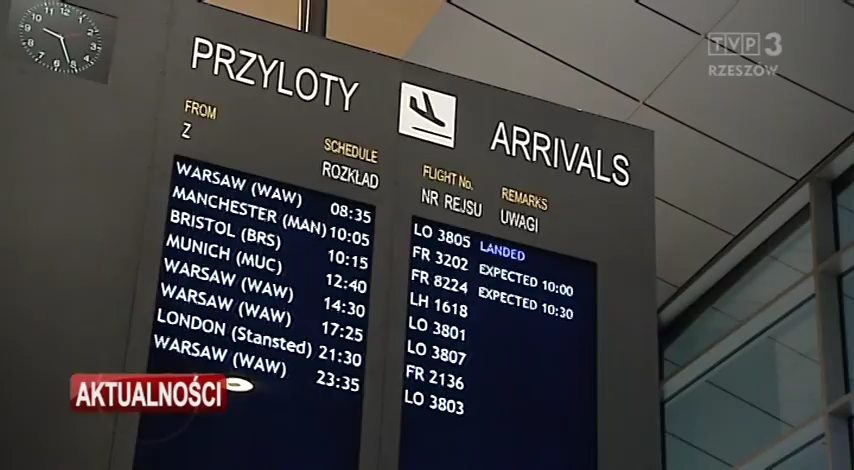 TVP3
RZESZÓW
PRZYLOTY ARRIVALS
FROM SCHEDULE FLIGHT No. REMARKS
Z ROZKŁAD NR REJSU UWAGI
WARSAW (WAW) 08:35 LO 3805 LANDED
MANCHESTER (MAN) 10:05 FR 3202 EXPECTED 10:00
BRISTOL (BRS) 10:15 FR 8224 EXPECTED 10:30
MUNICH (MUC) 12:40 LH 1618
WARSAW (WAW) 14:30 LO 3801
WARSAW (WAW) 17:25 LO 3807
LONDON (Stansted) 21:30 FR 2136
WARSAW (WAW) 23:35 LO 3803
AKTUALNOŚCI